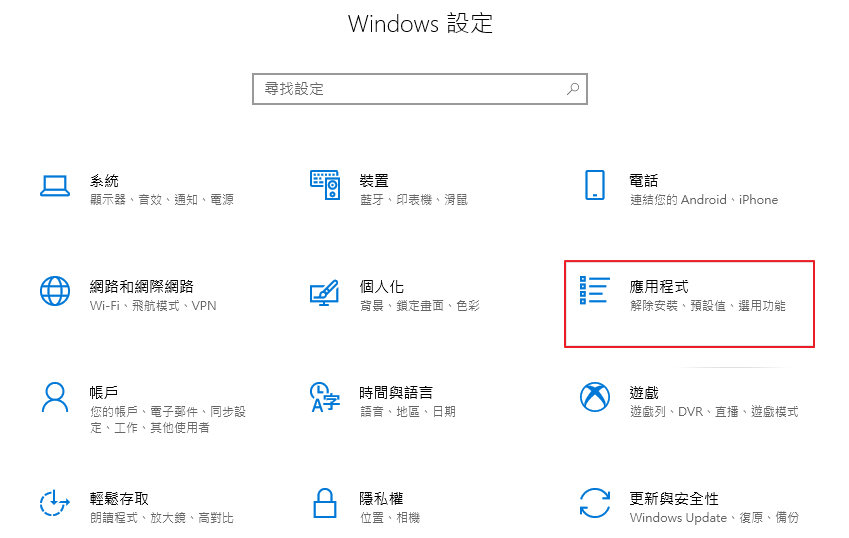 Windows 設定
尋找設定
系統
顯示器、音效、通知、電源
裝置
藍牙、印表機、滑鼠
電話
連結您的 Android、iPhone
網路和網際網路
Wi-Fi、飛航模式、VPN
個人化
背景、鎖定畫面、色彩
應用程式
解除安裝、預設值、選用功能
帳戶
您的帳戶、電子郵件、同步設
定、工作、其他使用者
時間與語言
語音、地區、日期
遊戲
遊戲列、DVR、直播、遊戲模式
輕鬆存取
朗讀程式、放大鏡、高對比
隱私權
位置、相機
更新與安全性
Windows Update、復原、備份